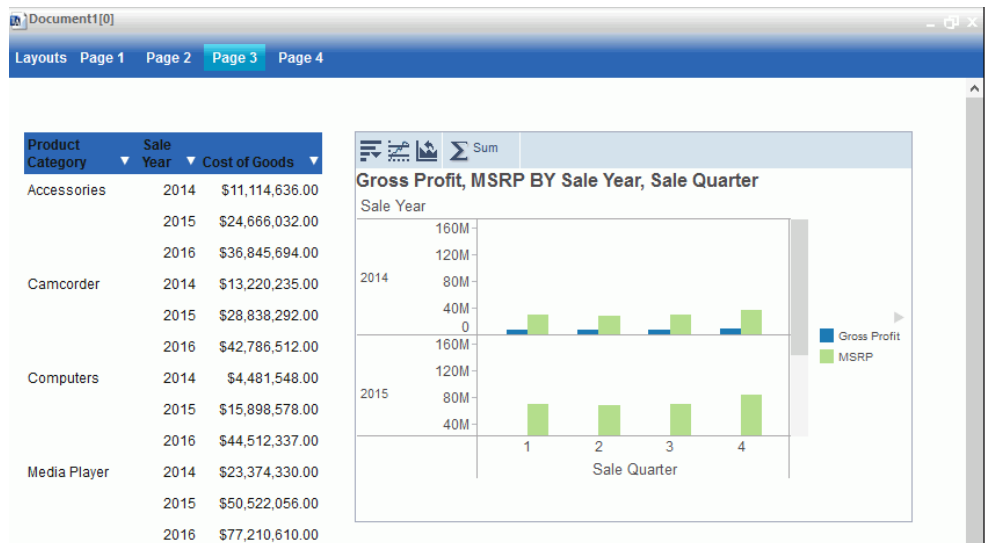 Document1[0]
Layouts Page 1 Page 2 Page 3 Page 4
Product Category Sale Year Cost of Goods
Accessories 2014 $11,114,636.00
2015 $24,666,032.00
2016 $36,845,694.00
Camcorder 2014 $13,220,235.00
2015 $28,838,292.00
2016 $42,786,512.00
Computers 2014 $4,481,548.00
2015 $15,898,578.00
2016 $44,512,337.00
Media Player 2014 $23,374,330.00
2015 $50,522,056.00
2016 $77,210,610.00
Sum
Gross Profit, MSRP BY Sale Year, Sale Quarter
Sale Year
160M
120M
2014 80M
40M
0
160M
120M
2015 80M
40M
1 2 3 4
Sale Quarter
Gross Profit
MSRP